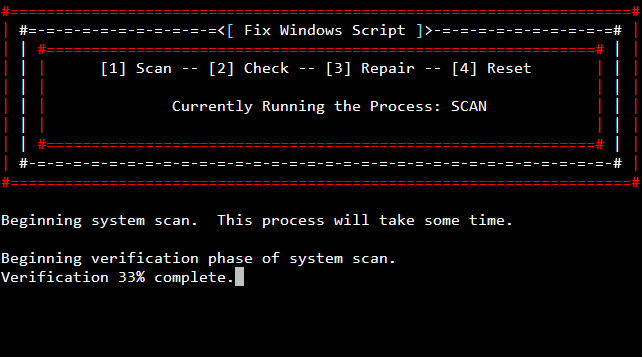 #=====================================================================#
| #=-=-=-=-=-=-=-=-=-=-<[ Fix Windows Script ]>-=-=-=-=-=-=-=-=-=-=-# |
| | #=============================================================# | |
| | | [1] Scan -- [2] Check -- [3] Repair -- [4] Reset | | |
| | | | | |
| | | Currently Running the Process: SCAN | | |
| | | | | |
| | #=============================================================# | |
| #-=-=-=-=-=-=-=-=-=-=-=-=-=-=-=-=-=-=-=-=-=-=-=-=-=-=-=-=-=-=-=-=-# |
#=====================================================================#
Beginning system scan.  This process will take some time.
Beginning verification phase of system scan.
Verification 33% complete.